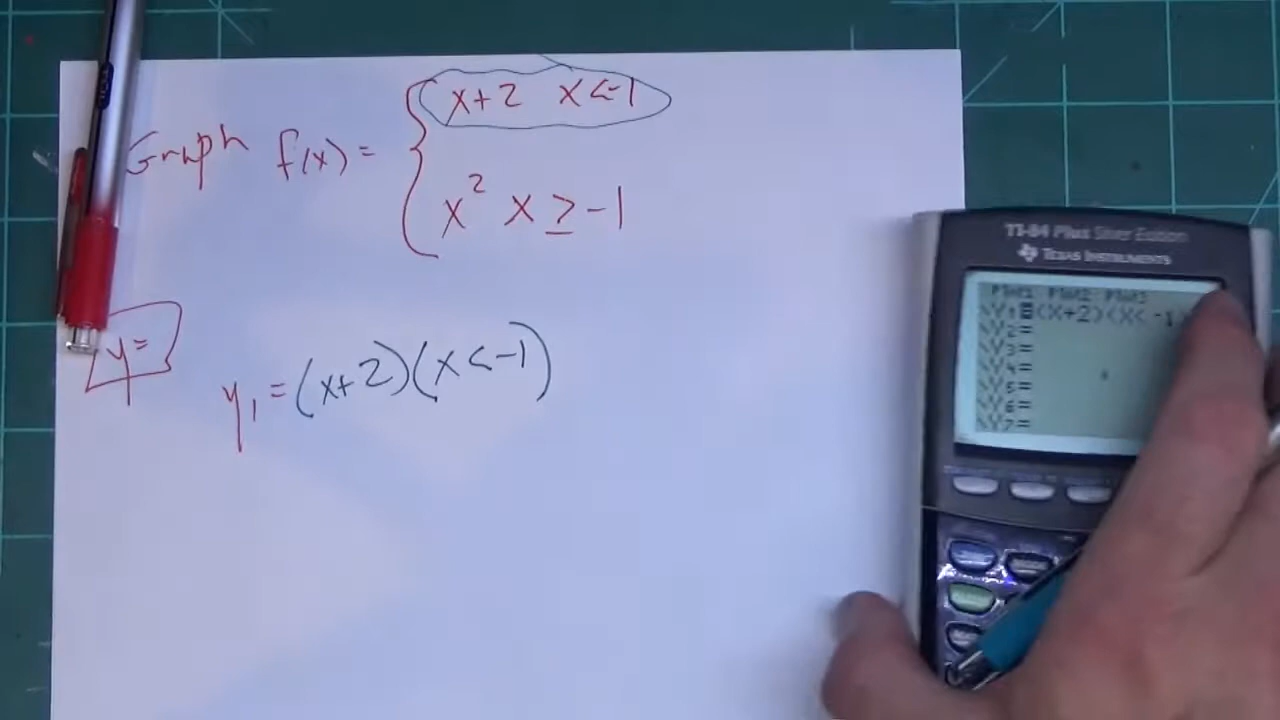 x+2 x<-1
Graph f(x)=
x² x≥-1
y=
y₁=(x+2)(x<-1)
TI-84 Plus Silver Edition
TEXAS INSTRUMENTS
Plot1 Plot2 Plot3
\Y₁=(X+2)(X<-1
\Y₂=
\Y₃=
\Y₄=
\Y₅=
\Y₆=
\Y₇=